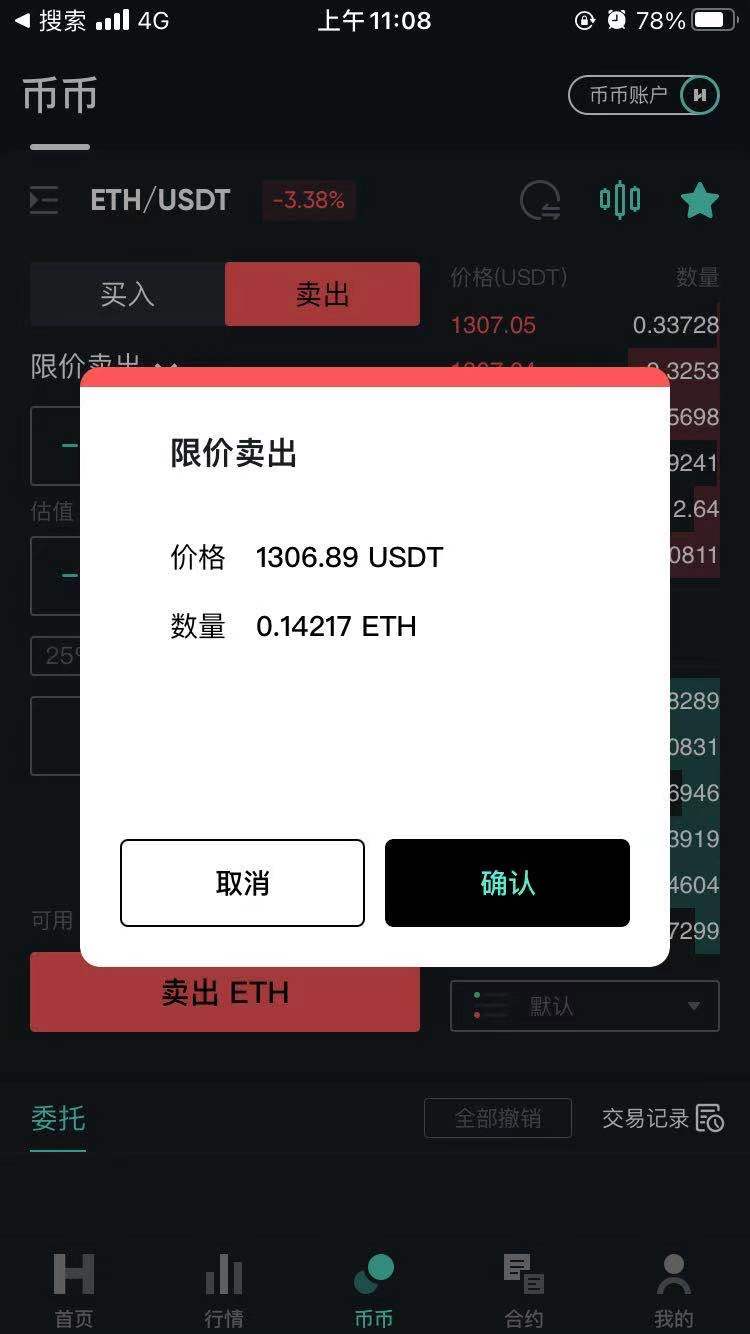 搜索 4G 上午11:08 78%
币币 币币账户
ETH/USDT -3.38%
买入 卖出 价格(USDT) 数量
1307.05 0.33728
限价卖出
限价卖出
价格 1306.89 USDT
数量 0.14217 ETH
取消 确认
3253
5698
9241
2.64
0811
估值
25
8289
0831
6946
3919
4604
7299
可用
卖出 ETH 默认
委托 全部撤销 交易记录
首页 行情 币币 合约 我的